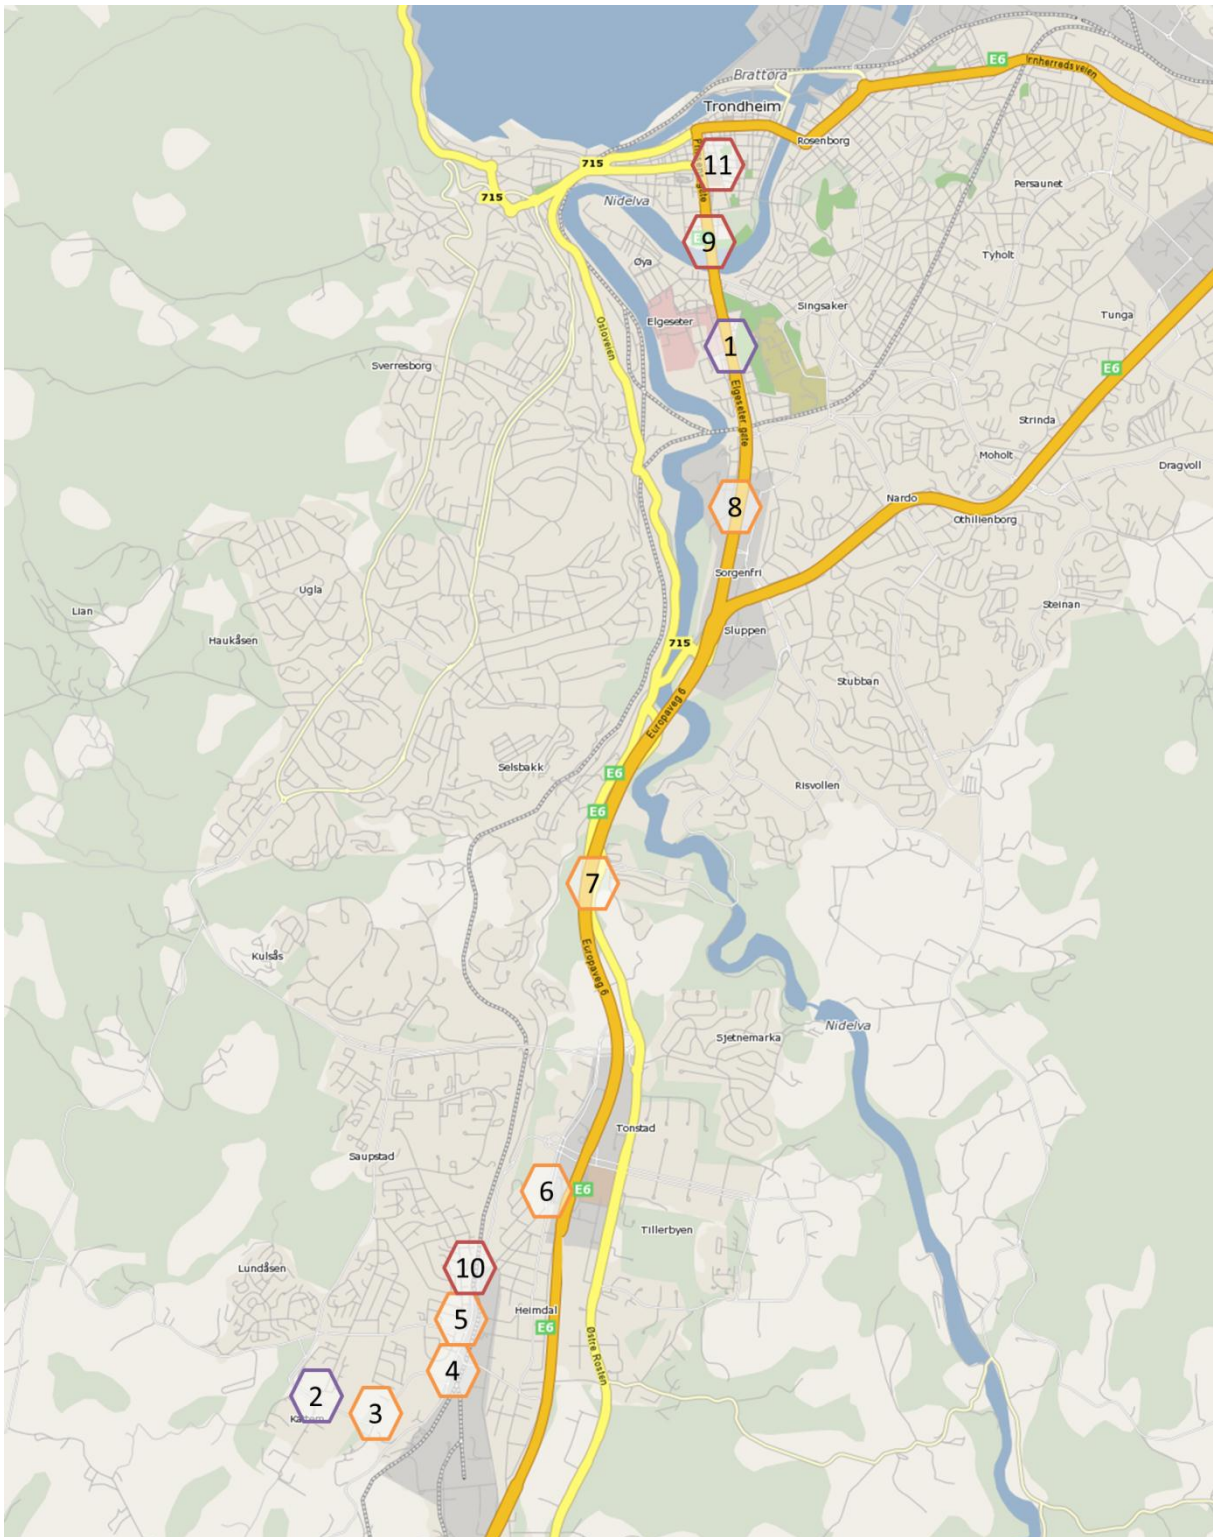 E6
Innherredsveien
Brattøra
Trondheim
Rosenborg
715
11
Persaunet
715
Nidelva
9
Øya
Tyholt
Singsaker
Elgeseter
Tunga
Osloveien
1
Sverresborg
E6
Elgeseter gate
Strinda
Moholt
Dragvoll
8
Nardo
Othilienborg
Sorgenfri
Ugla
Lian
Steinan
Haukåsen
Sluppen
715
Stubban
Europaveg 6
Selsbakk
E6
Risvollen
E6
7
Kulsås
Europaveg 6
Nidelva
Sjetnemarka
Tonstad
Saupstad
6
E6
Tillerbyen
10
Lundåsen
Heimdal
5
E6
Østre Rosten
4
2
3